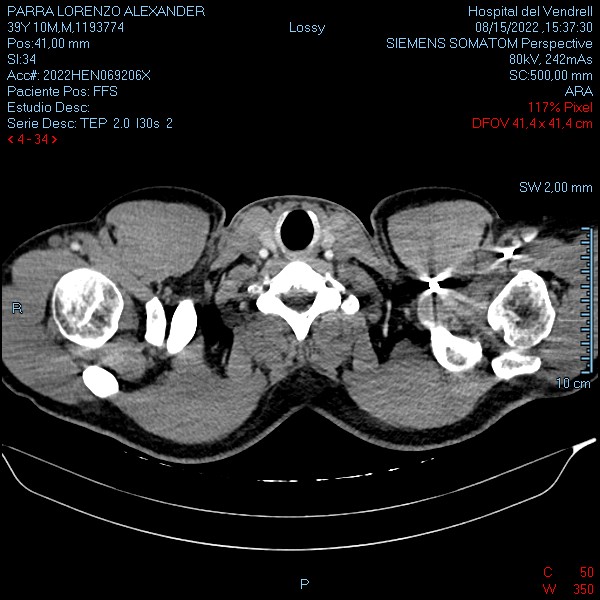 PARRA LORENZO ALEXANDER
39Y 10M,M,1193774
Pos:41,00 mm
SI:34
Acc#: 2022HEN069206X
Paciente Pos: FFS
Estudio Desc:
Serie Desc: TEP 2.0 I30s 2
< 4 - 34 >
Lossy
Hospital del Vendrell
08/15/2022 ,15:37:30
SIEMENS SOMATOM Perspective
80kV, 242mAs
SC:500,00 mm
ARA
117% Pixel
DFOV 41,4 x 41,4 cm
SW 2,00 mm
R
10 cm
P
C 50
W 350